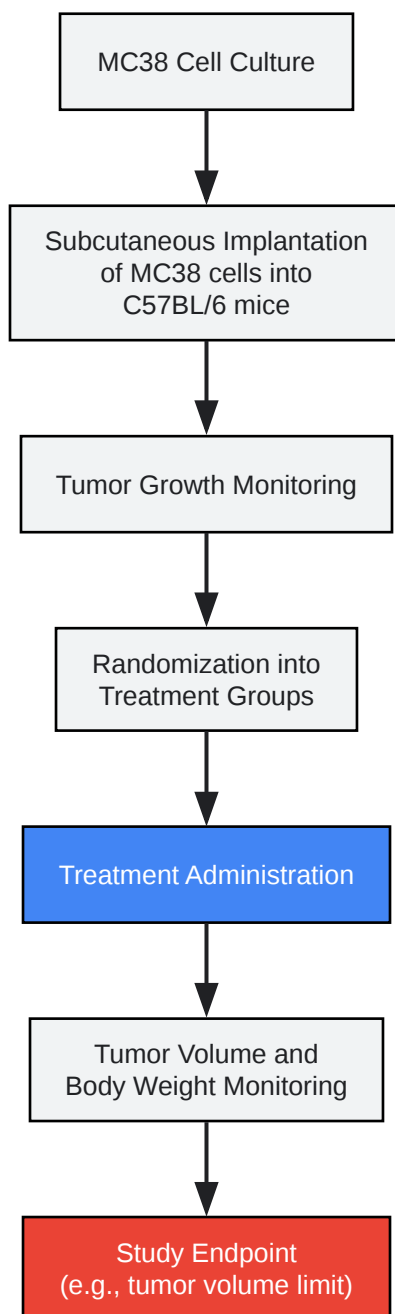 MC38 Cell Culture
Subcutaneous Implantation
of MC38 cells into
C57BL/6 mice
Tumor Growth Monitoring
Randomization into
Treatment Groups
Treatment Administration
Tumor Volume and
Body Weight Monitoring
Study Endpoint
(e.g., tumor volume limit)